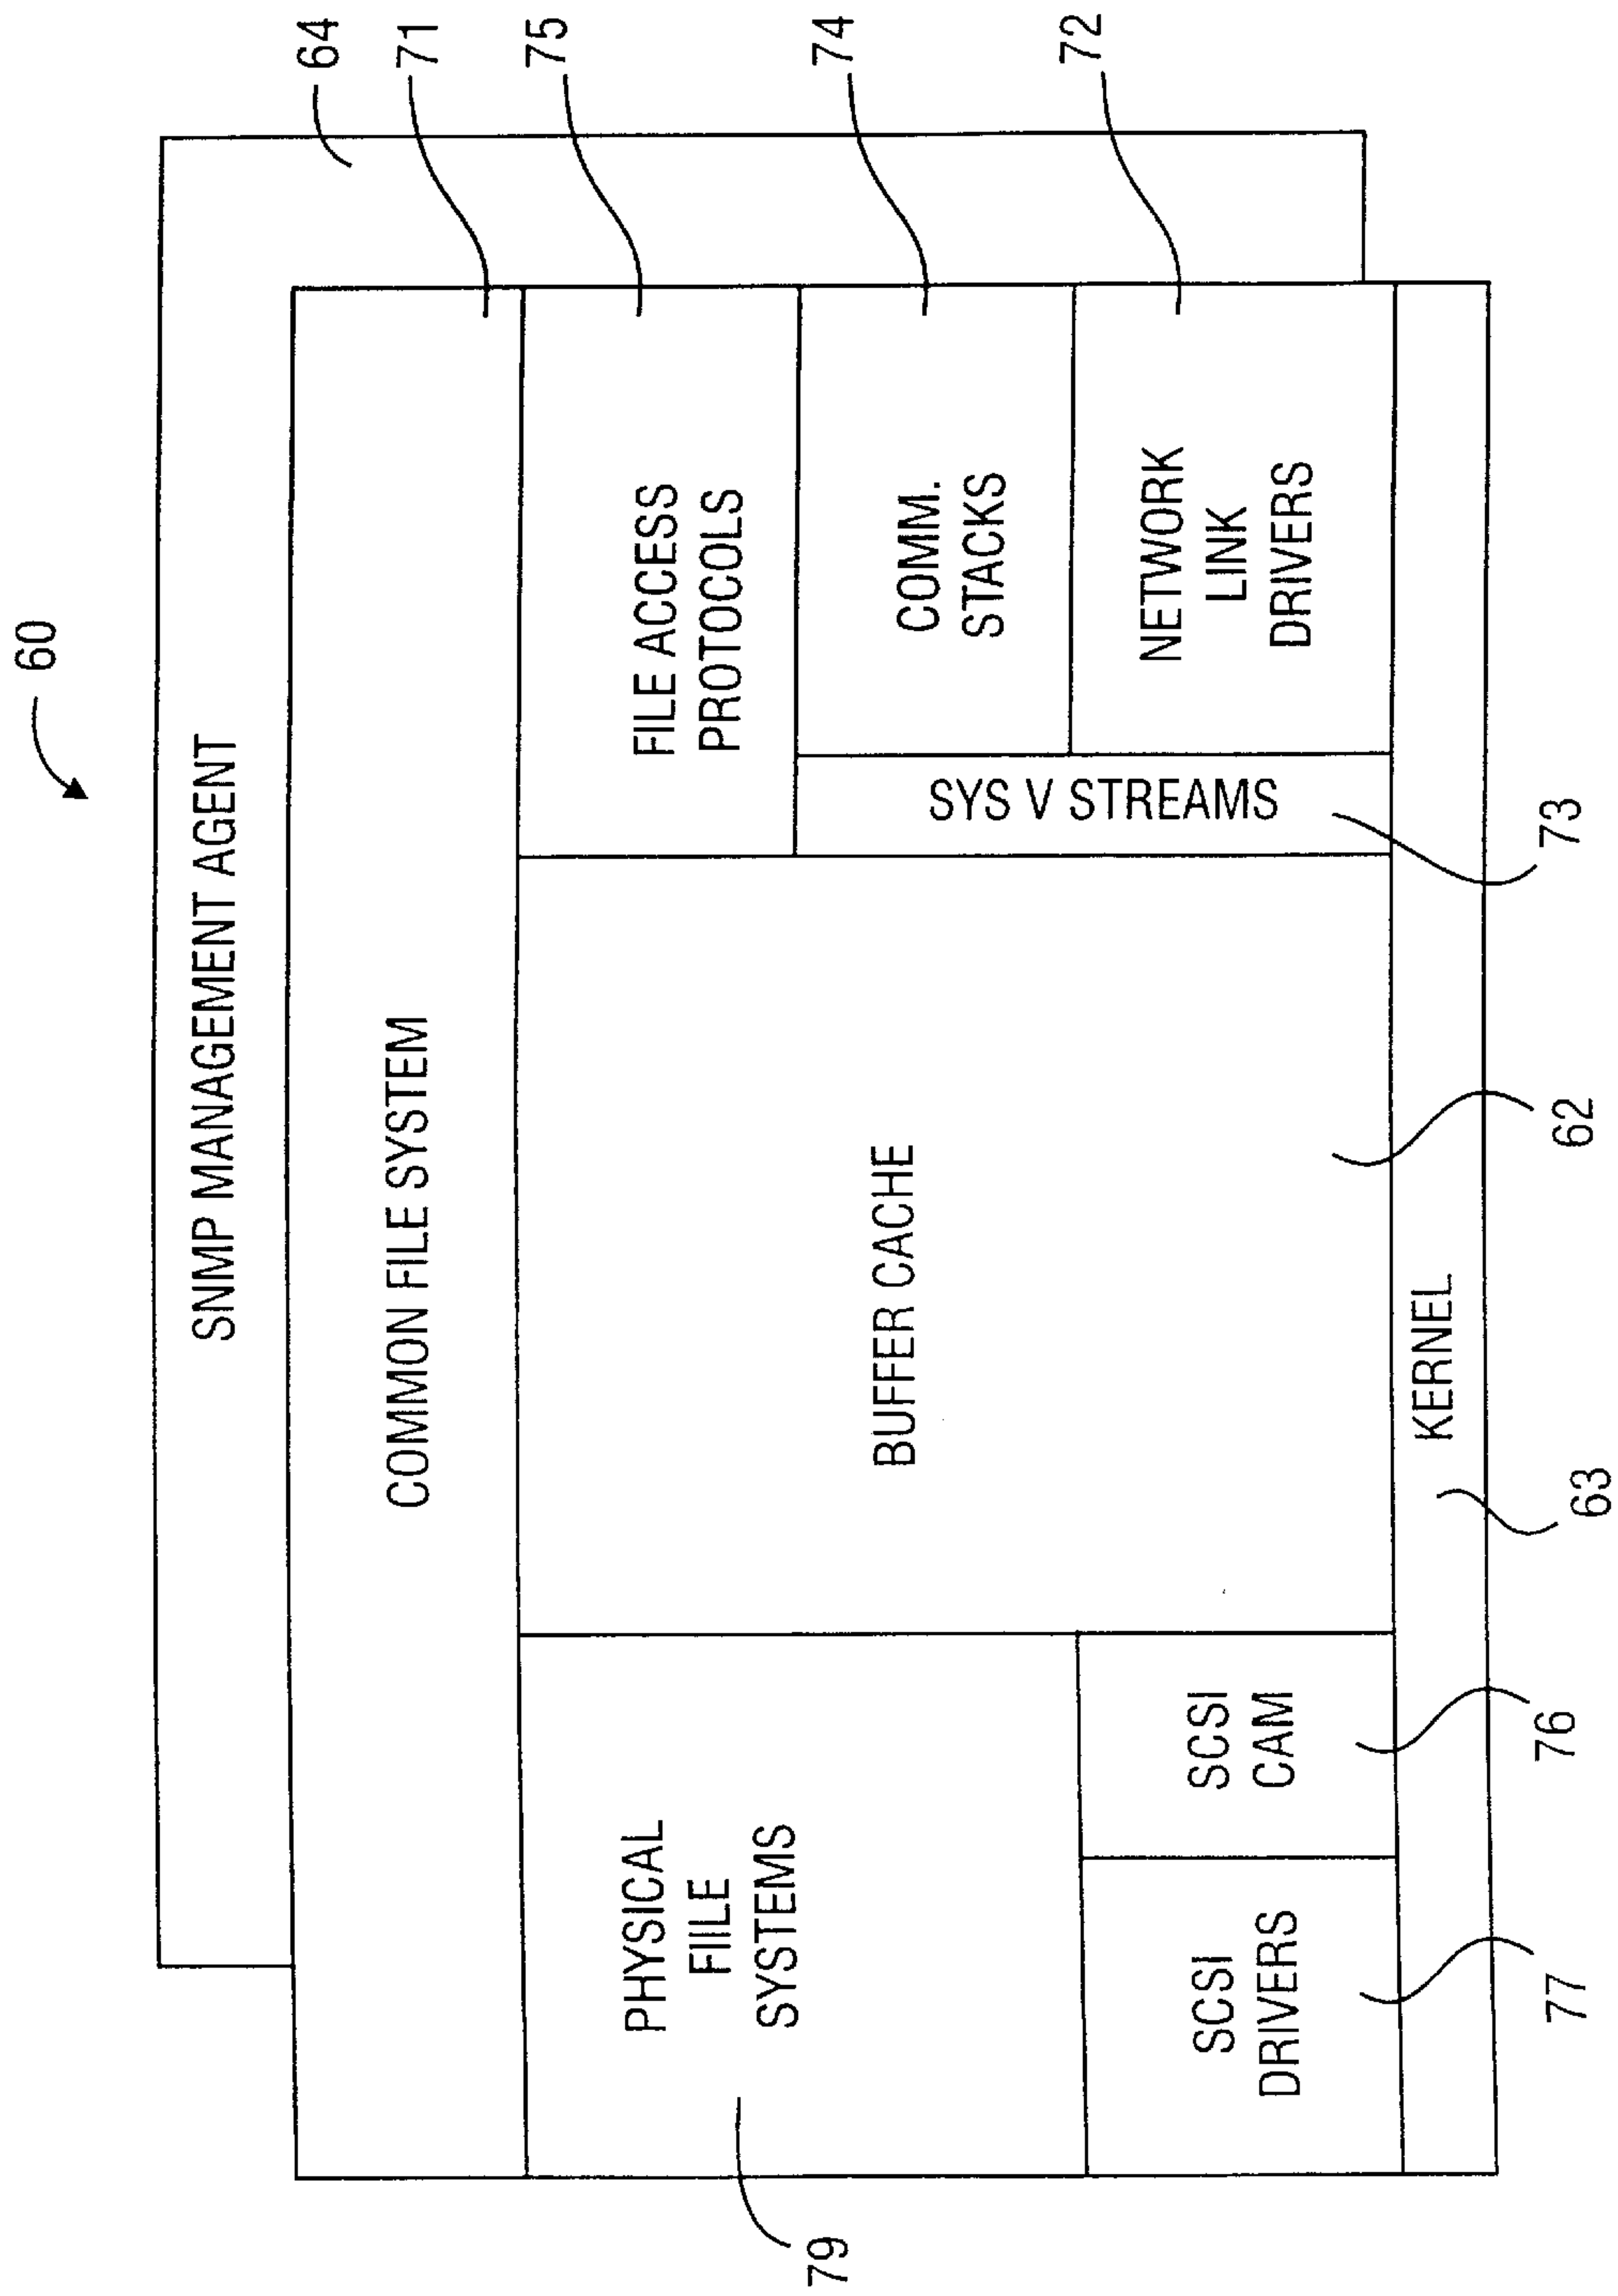 60
SNMP MANAGEMENT AGENT
64
COMMON FILE SYSTEM
71
PHYSICAL
FIILE
SYSTEMS
79
BUFFER CACHE
62
FILE ACCESS
PROTOCOLS
75
COMM.
STACKS
74
SYS V STREAMS
73
NETWORK
LINK
DRIVERS
72
SCSI
DRIVERS
77
SCSI
CAM
76
KERNEL
63